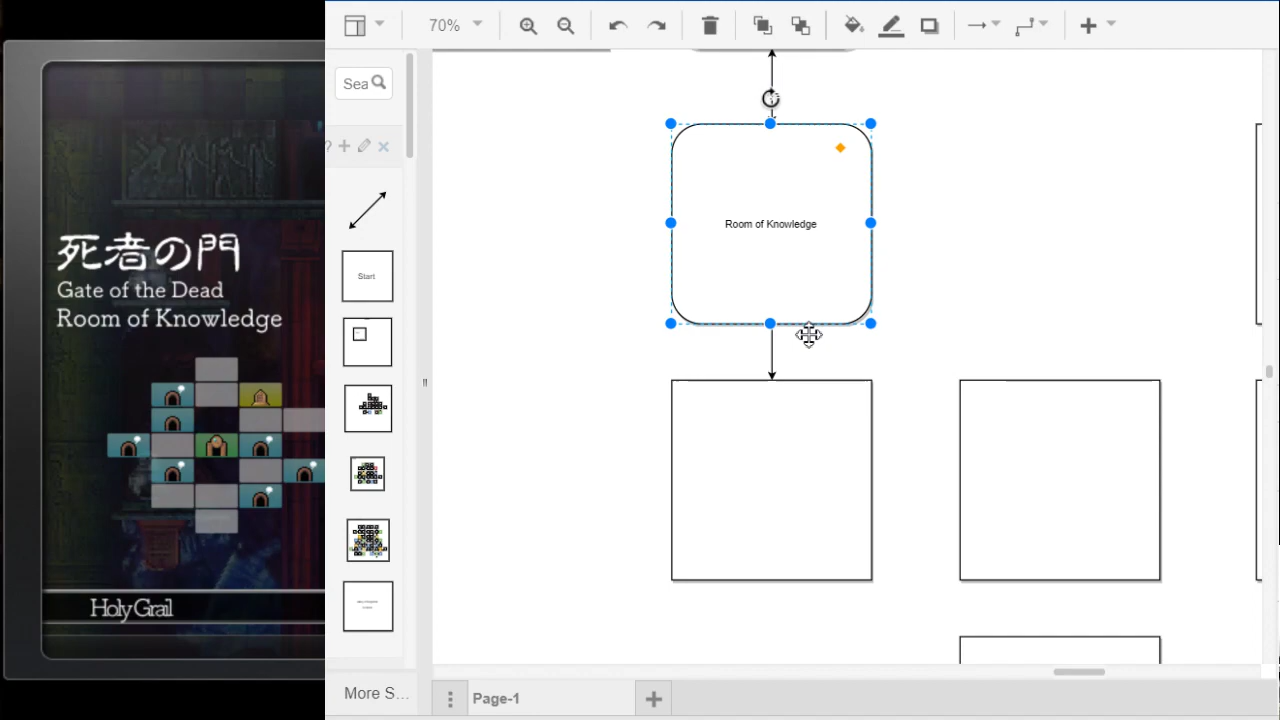 70%
Sea
Start
死者の門
Gate of the Dead
Room of Knowledge
Holy Grail
Room of Knowledge
More S...
Page-1